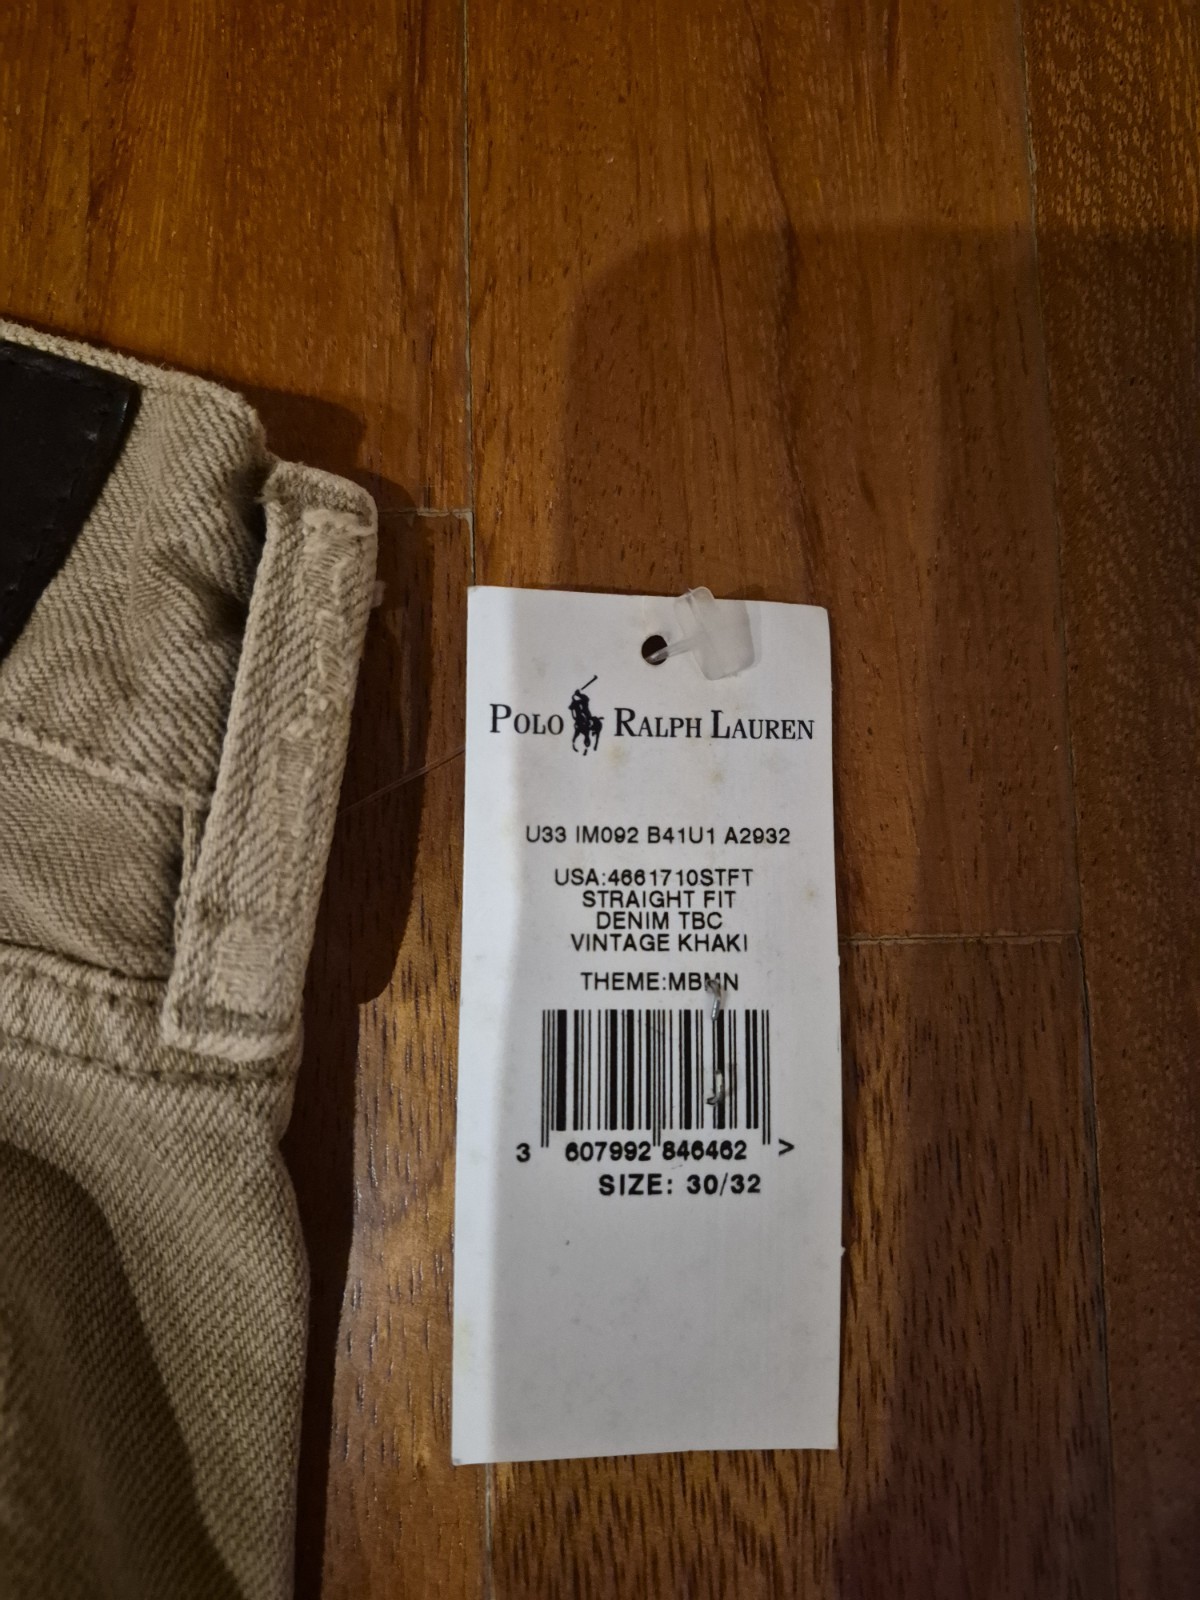 POLO RALPH LAUREN
U33 IM092 B41U1 A2932
USA:4661710STFT
STRAIGHT FIT
DENIM TBC
VINTAGE KHAKI
THEME:MBMN
3 607992 846462 >
SIZE: 30/32